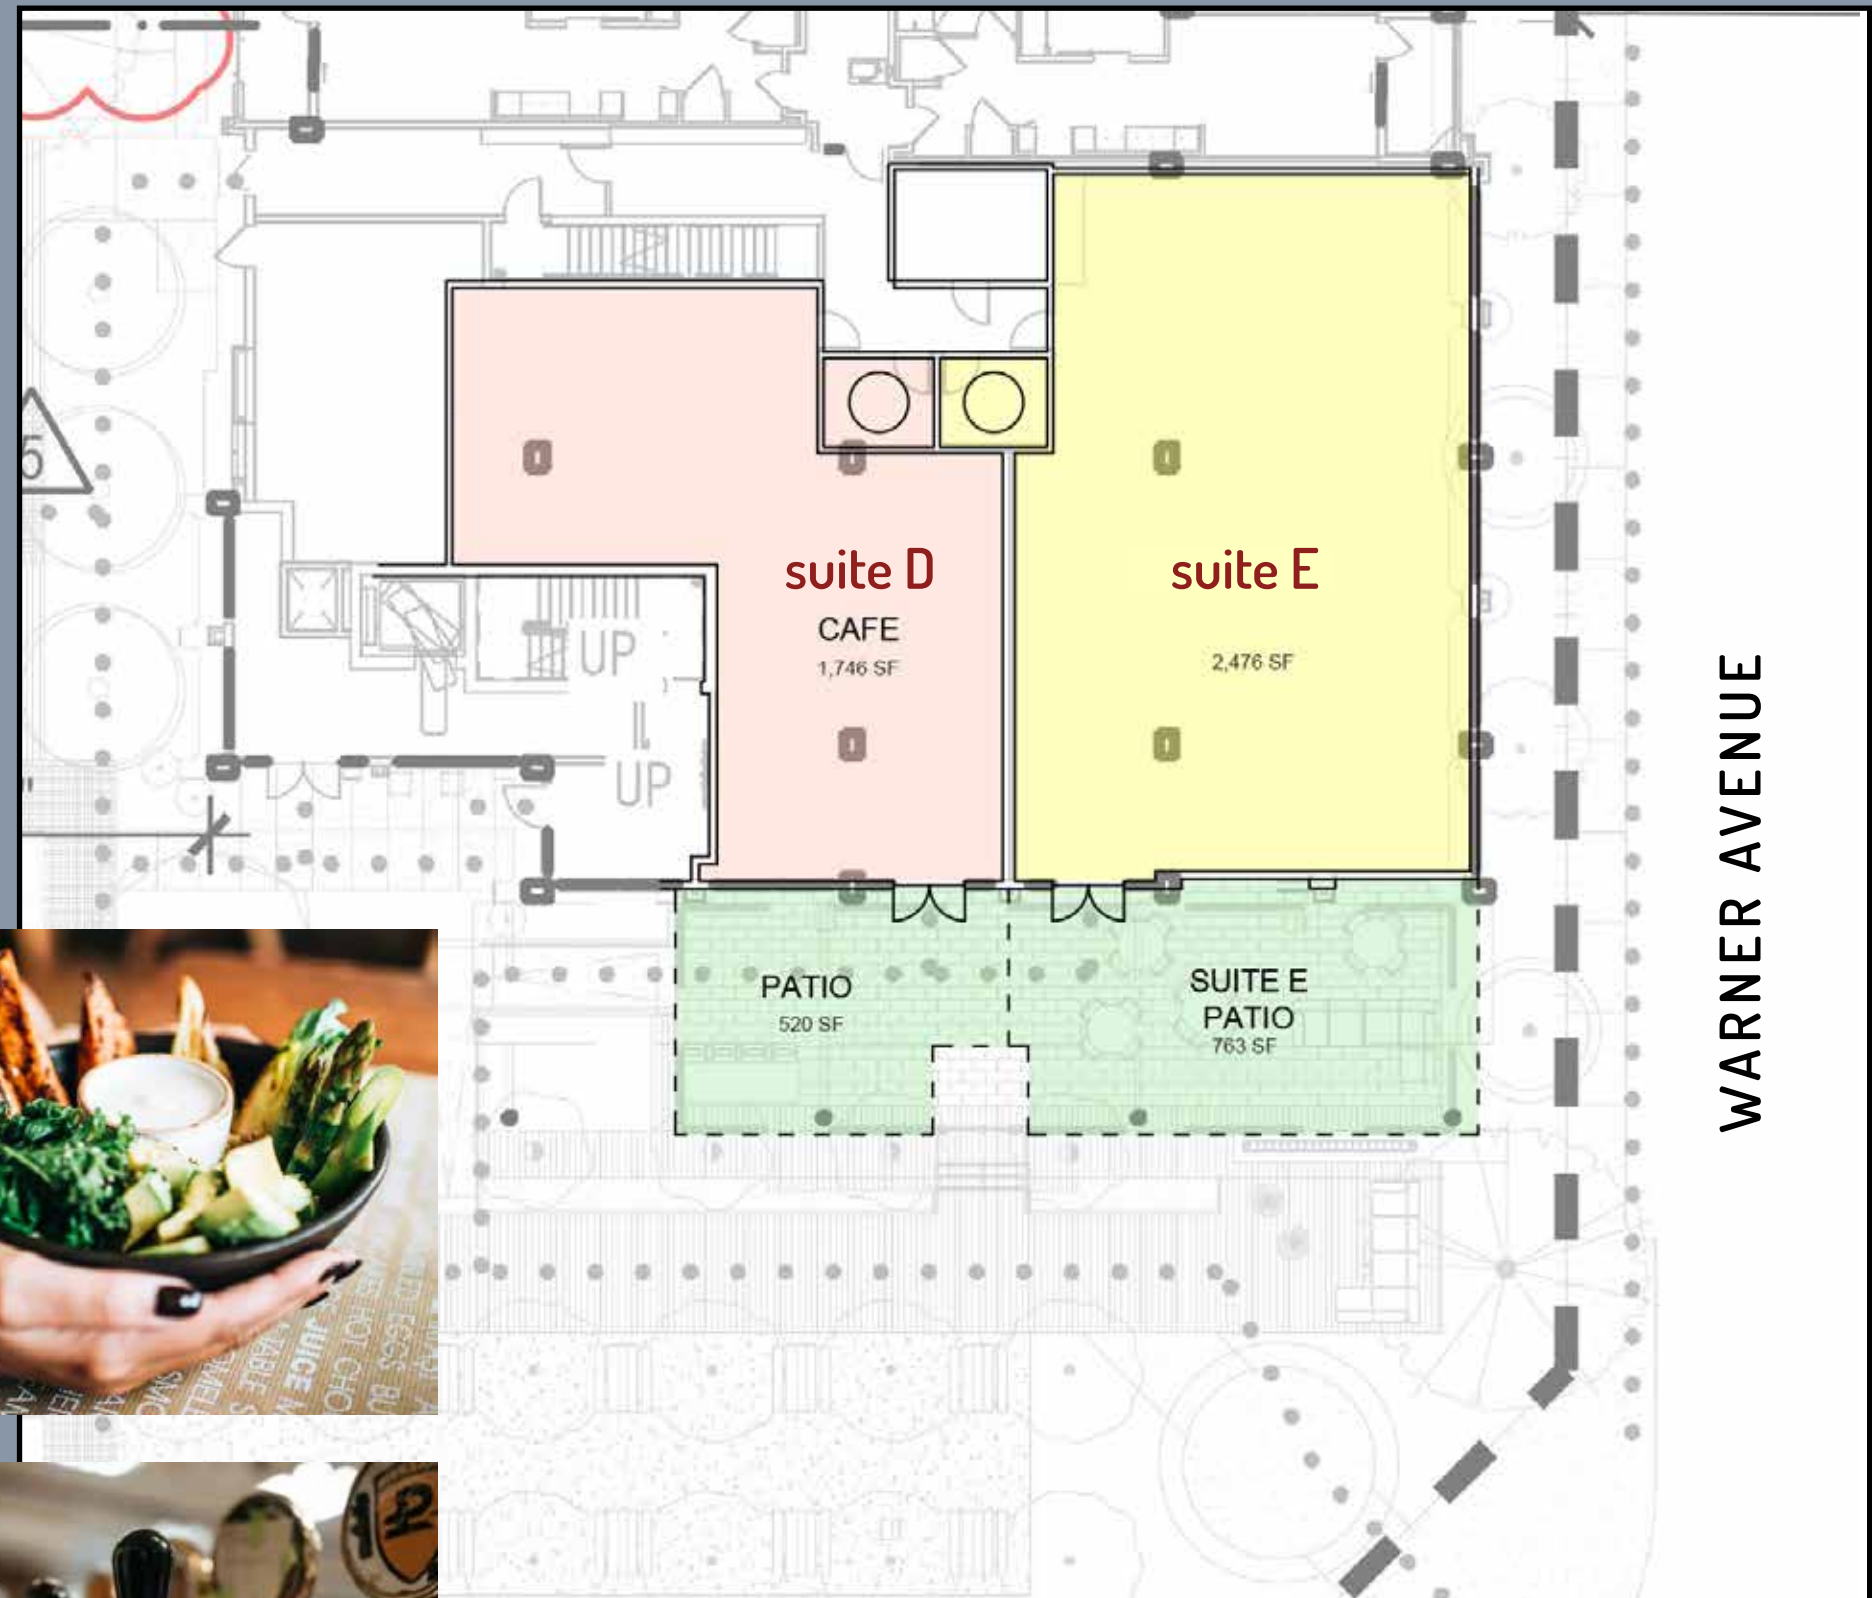 5
suite D
CAFE
1,746 SF
suite E
2,476 SF
UP
UP
WARNER AVENUE
PATIO
520 SF
SUITE E
PATIO
763 SF
JUICE